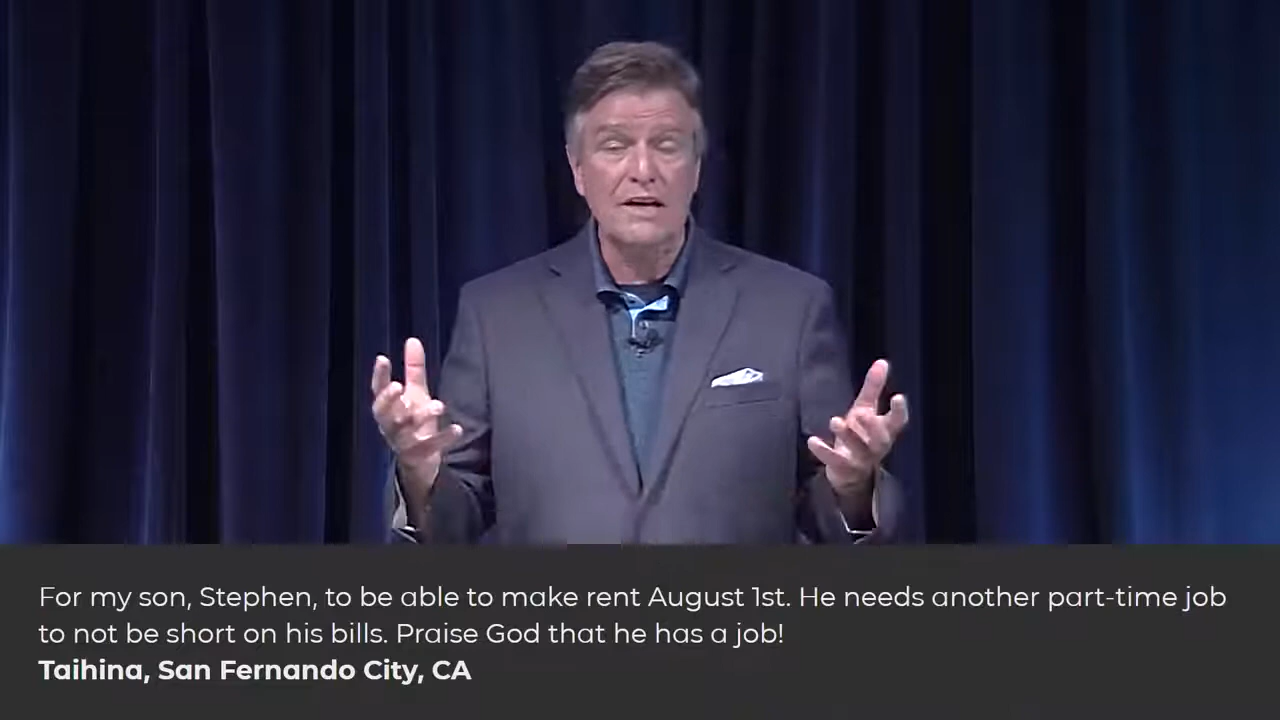 For my son, Stephen, to be able to make rent August 1st. He needs another part-time job
to not be short on his bills. Praise God that he has a job!
Taihina, San Fernando City, CA